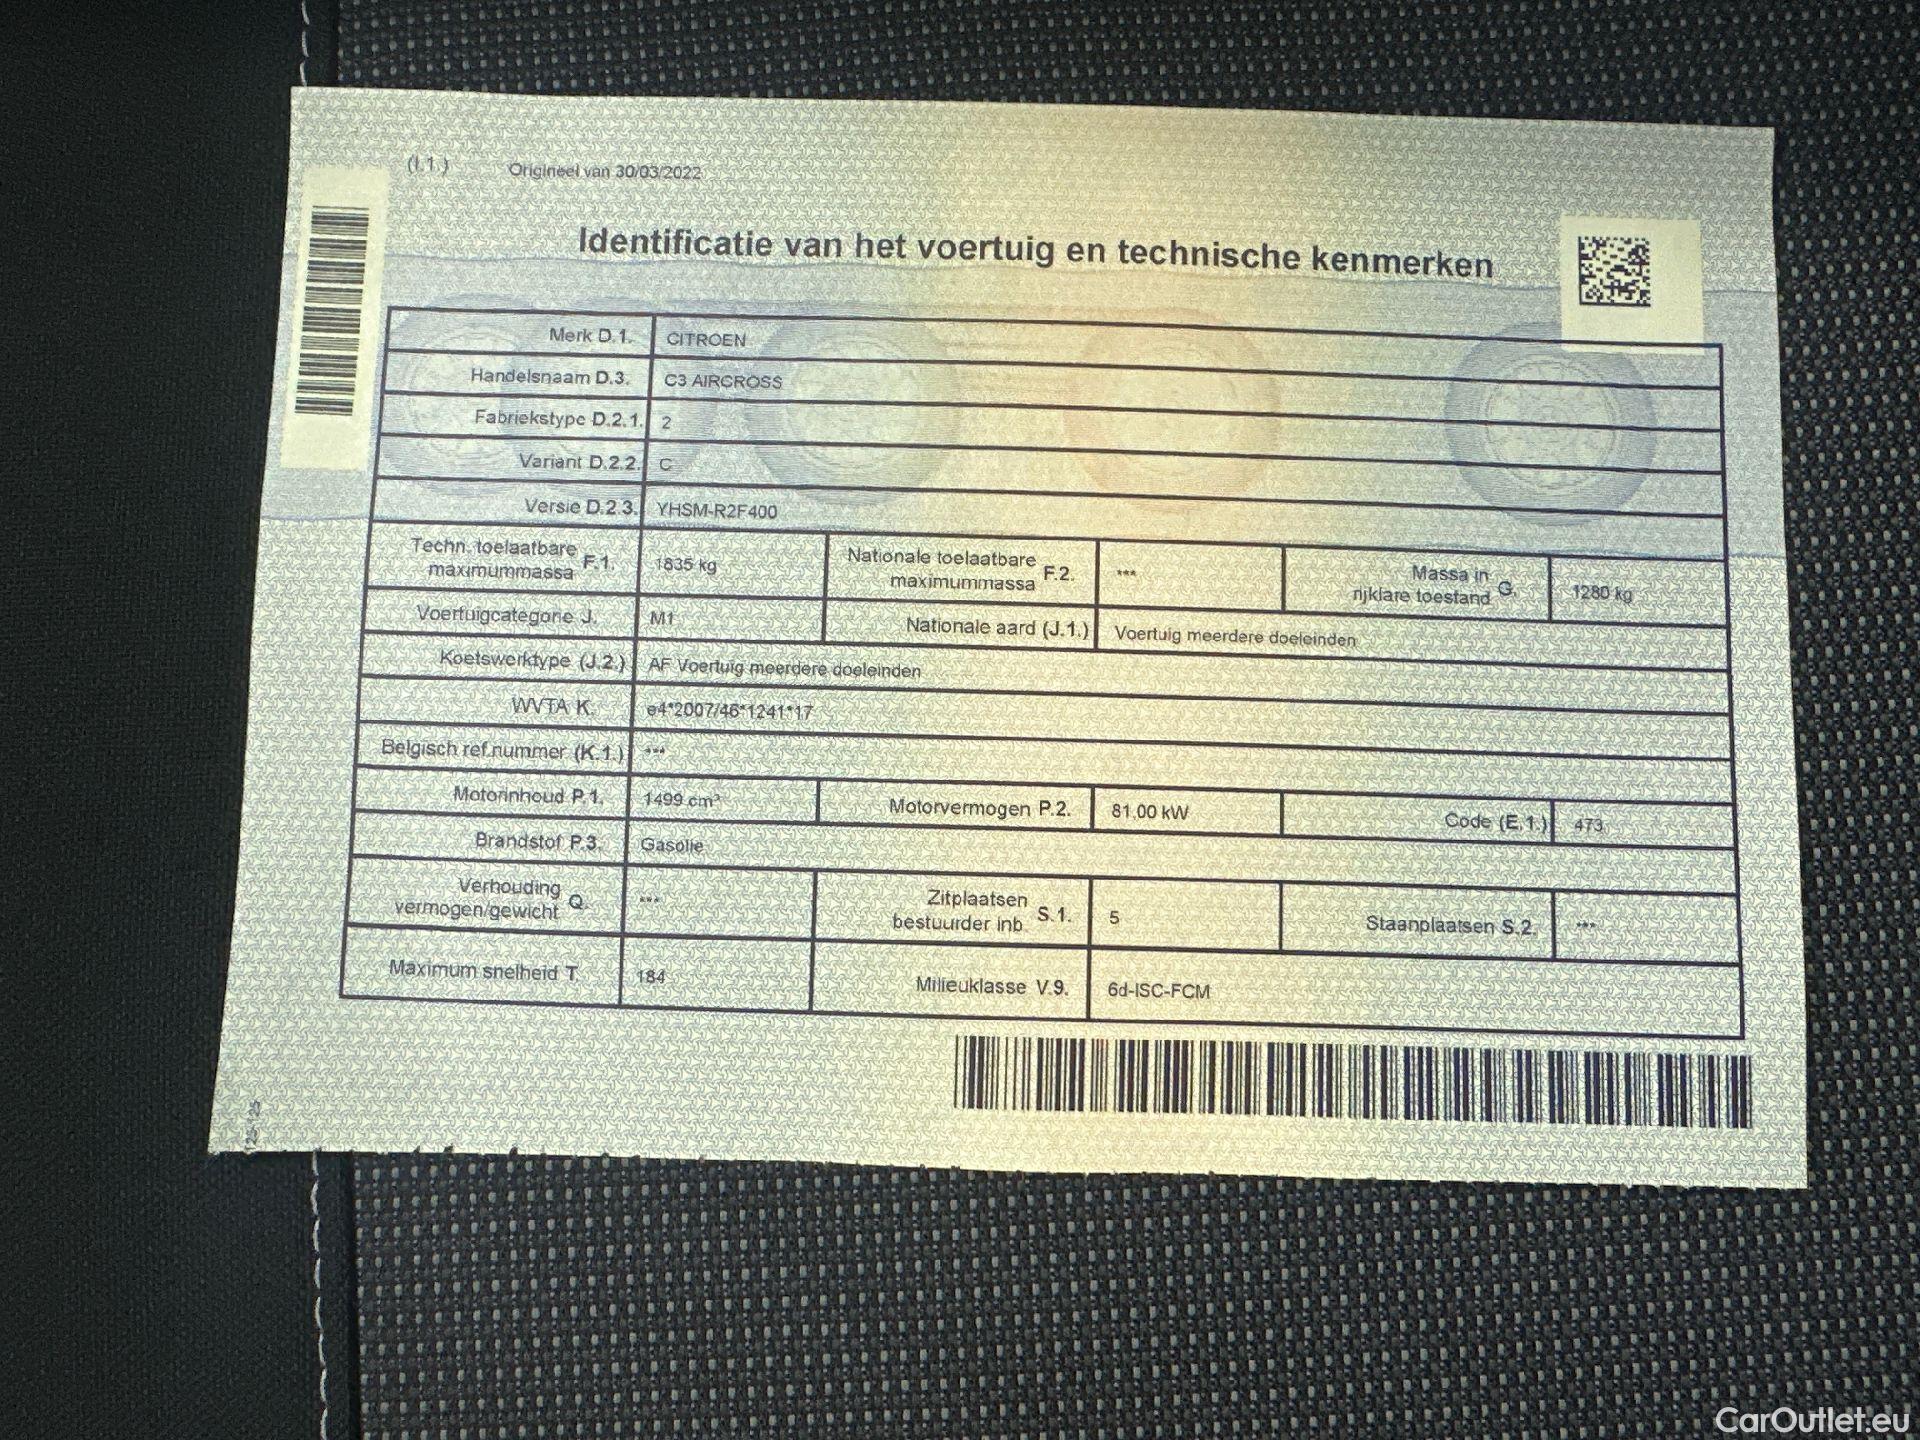 (I.1.) Origineel van 30/03/2022
Identificatie van het voertuig en technische kenmerken
Merk D.1. CITROEN
Handelsnaam D.3. C3 AIRCROSS
Fabriekstype D.2.1. 2
Variant D.2.2. C
Versie D.2.3. YHSM-R2F400
Techn. toelaatbare maximummassa F.1. 1835 kg
Nationale toelaatbare maximummassa F.2. ***
Massa in rijklare toestand G. 1280 kg
Voertuigcategorie J. M1
Nationale aard (J.1.) Voertuig meerdere doeleinden
Koetswerktype (J.2.) AF Voertuig meerdere doeleinden
WVTA K. e4*2007/46*1241*17
Belgisch ref.nummer (K.1.) ***
Motorinhoud P.1. 1499 cm³
Motorvermogen P.2. 81.00 kW
Code (E.1.) 473
Brandstof P.3. Gasolie
Verhouding vermogen/gewicht Q. ***
Zitplaatsen bestuurder inb. S.1. 5
Staanplaatsen S.2. ***
Maximum snelheid T. 184
Milieuklasse V.9. 6d-ISC-FCM
CarOutlet.eu